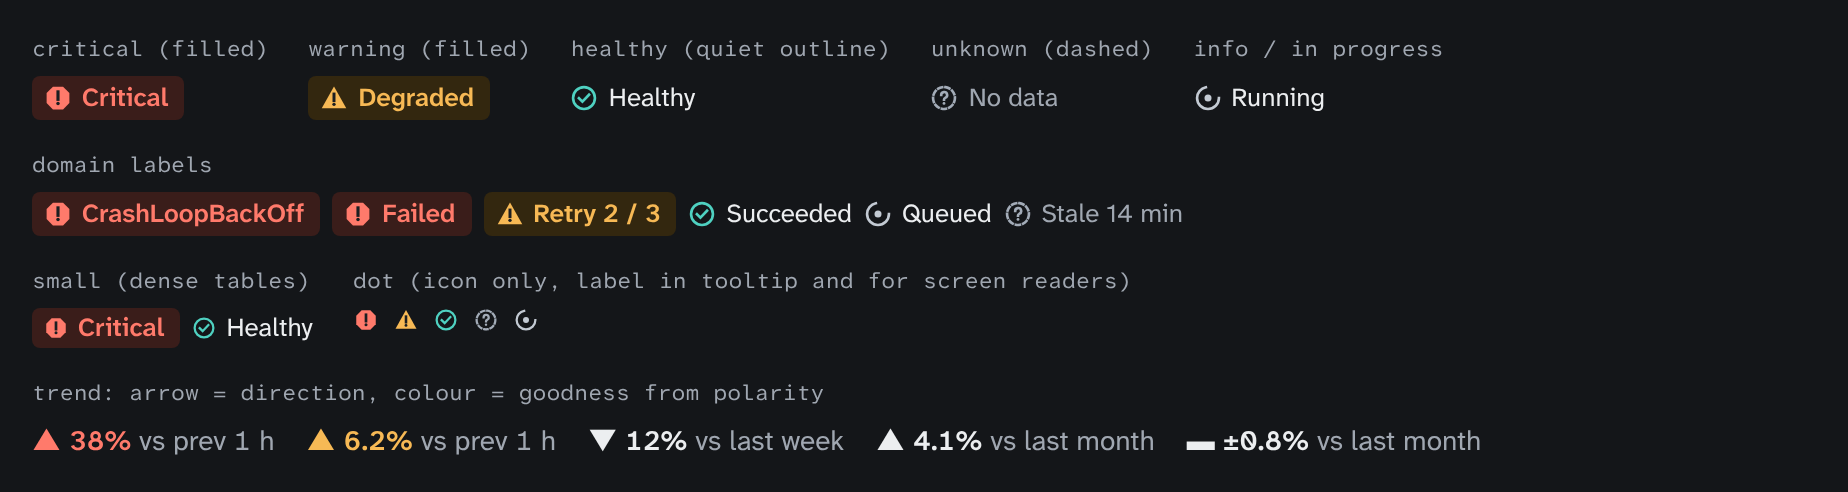 critical (filled) warning (filled) healthy (quiet outline) unknown (dashed) info / in progress
Critical Degraded Healthy No data Running
domain labels
CrashLoopBackOff Failed Retry 2 / 3 Succeeded Queued Stale 14 min
small (dense tables) dot (icon only, label in tooltip and for screen readers)
Critical Healthy
trend: arrow = direction, colour = goodness from polarity
38% vs prev 1 h 6.2% vs prev 1 h 12% vs last week 4.1% vs last month ±0.8% vs last month